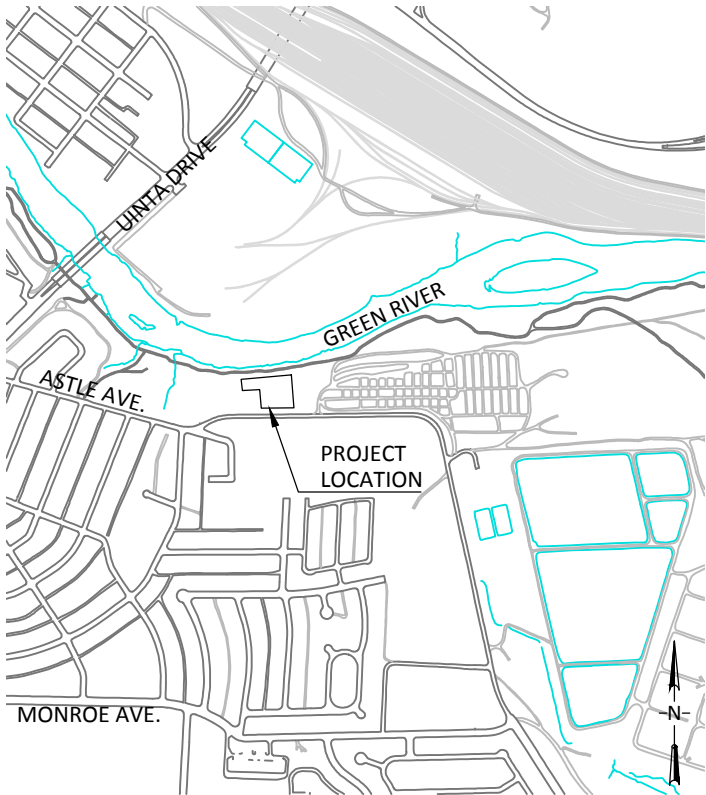 UINTA DRIVE
GREEN RIVER
ASTLE AVE.
PROJECT
LOCATION
MONROE AVE.
-N-